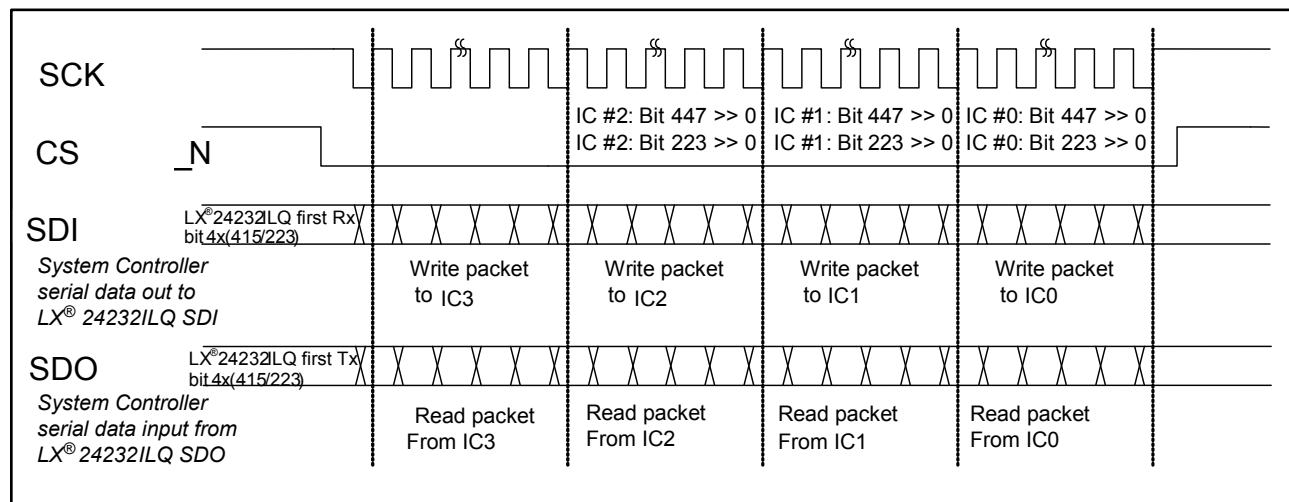 SCK
IC #2: Bit 447 >> 0 IC #1: Bit 447 >> 0 IC #0: Bit 447 >> 0
IC #2: Bit 223 >> 0 IC #1: Bit 223 >> 0 IC #0: Bit 223 >> 0
CS _N
LX®24232ILQ first Rx
bit 4x(415/223)
SDI
System Controller
serial data out to
LX® 24232ILQ SDI
Write packet
to IC3
Write packet
to IC2
Write packet
to IC1
Write packet
to IC0
LX®24232ILQ first Tx
bit 4x(415/223)
SDO
System Controller
serial data input from
LX® 24232ILQ SDO
Read packet
From IC3
Read packet
From IC2
Read packet
From IC1
Read packet
From IC0